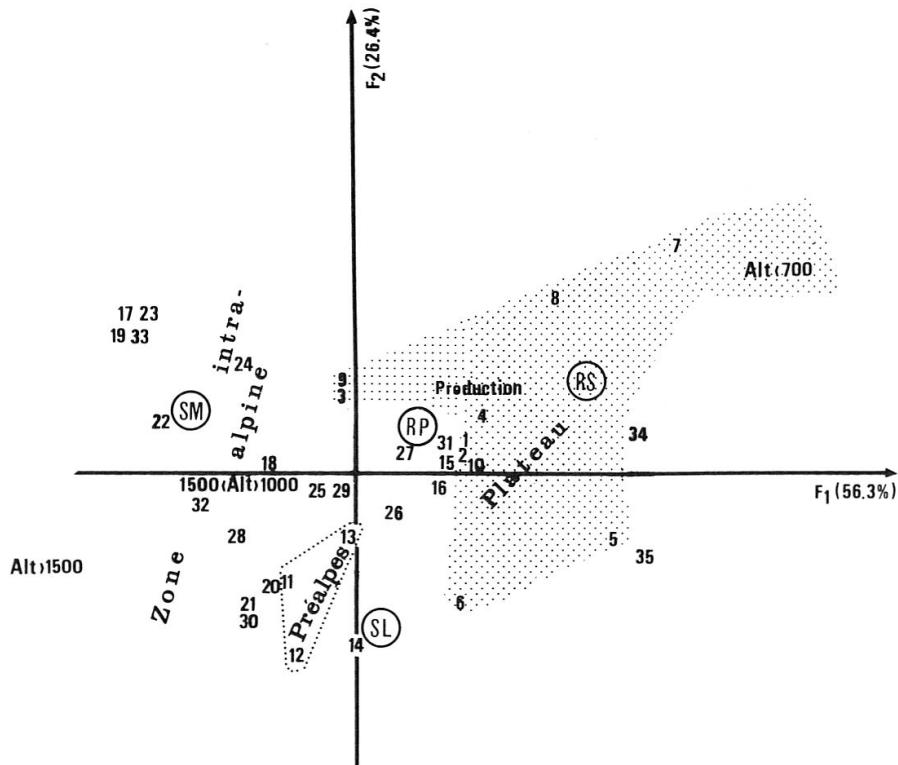 F2 (26.4%)
7
Alt‹700
8
17 23
19 33
intra-
24
9
3
Production
RS
22
SM
alpine
4
RP
34
31
1
27
2
18
15
10
Plateau
1500‹Alt›1000
25
29
16
F1 (56.3%)
32
26
28
13
5
35
Alt›1500
Zone
20
11
Préalpes
21
6
30
SL
12
14